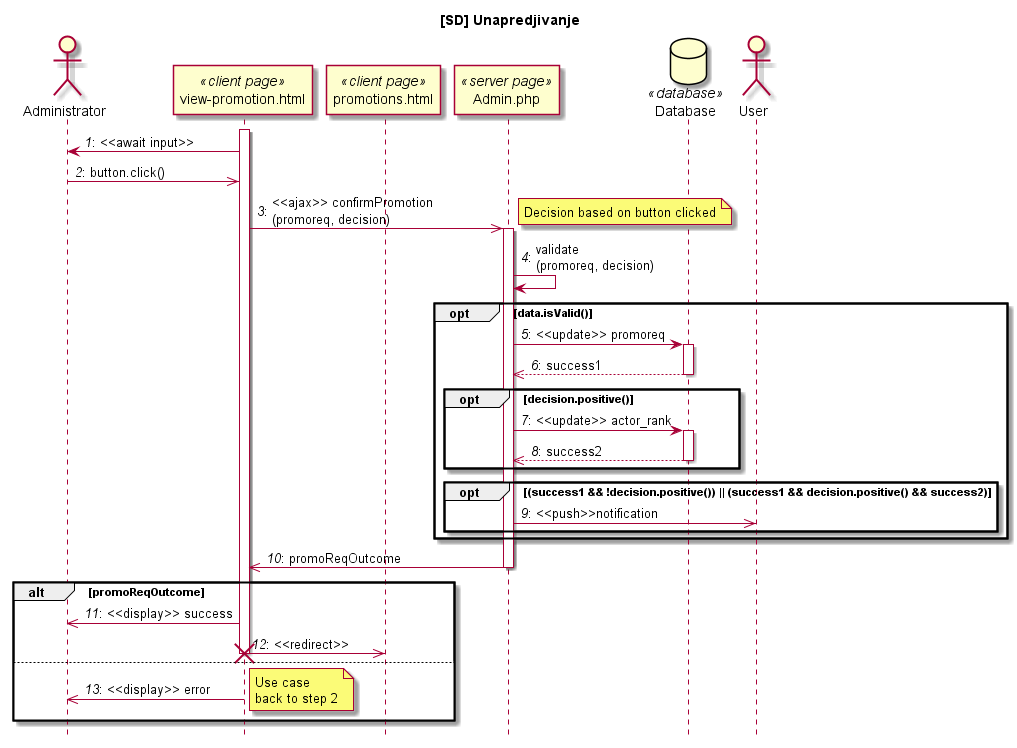 [SD] Unapredjivanje
Administrator
«client page»
view-promotion.html
«client page»
promotions.html
«server page»
Admin.php
«database»
Database
User
1: <<await input>>
2: button.click()
3: <<ajax>> confirmPromotion
(promoreq, decision)
Decision based on button clicked
4: validate
(promoreq, decision)
opt [data.isValid()]
5: <<update>> promoreq
6: success1
opt [decision.positive()]
7: <<update>> actor_rank
8: success2
opt [(success1 && !decision.positive()) || (success1 && decision.positive() && success2)]
9: <<push>>notification
10: promoReqOutcome
alt [promoReqOutcome]
11: <<display>> success
12: <<redirect>>
Use case
back to step 2
13: <<display>> error